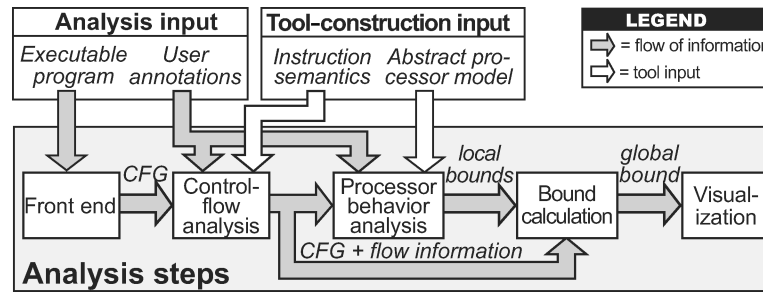 Analysis input
Executable program
User annotations
Tool-construction input
Instruction semantics
Abstract pro-
cessor model
LEGEND
= flow of information
= tool input
Front end
CFG
Control-
flow
analysis
Processor
behavior
analysis
local
bounds
Bound
calculation
global
bound
Visual-
ization
CFG + flow information
Analysis steps